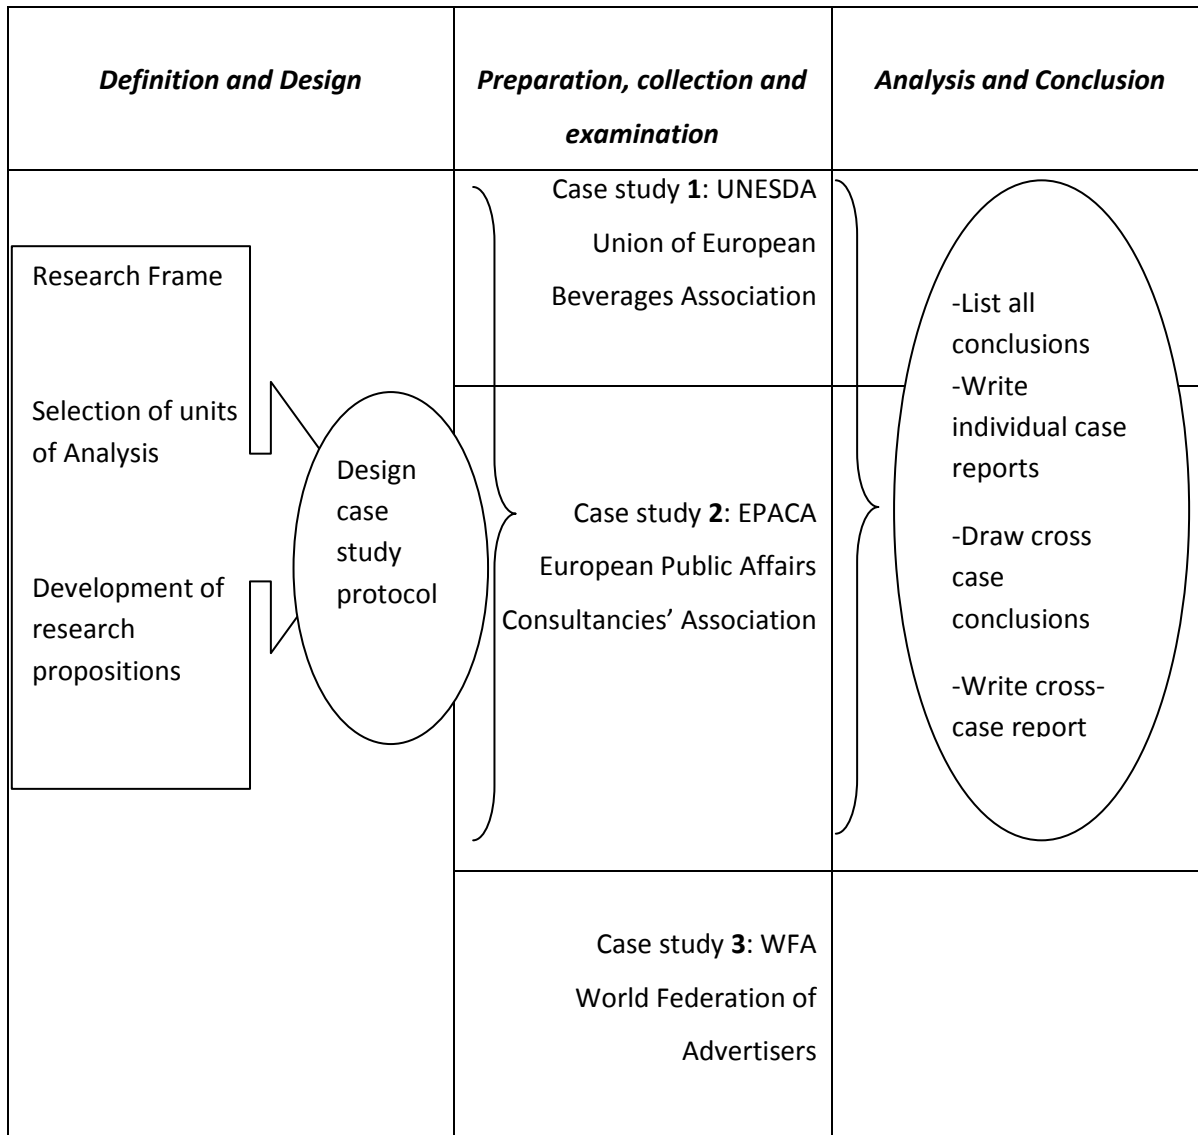 Definition and Design
Preparation, collection and
examination
Analysis and Conclusion
Research Frame
Selection of units
of Analysis
Development of
research
propositions
Design
case
study
protocol
Case study 1: UNESDA
Union of European
Beverages Association
Case study 2: EPACA
European Public Affairs
Consultancies’ Association
Case study 3: WFA
World Federation of
Advertisers
-List all
conclusions
-Write
individual case
reports
-Draw cross
case
conclusions
-Write cross-
case report